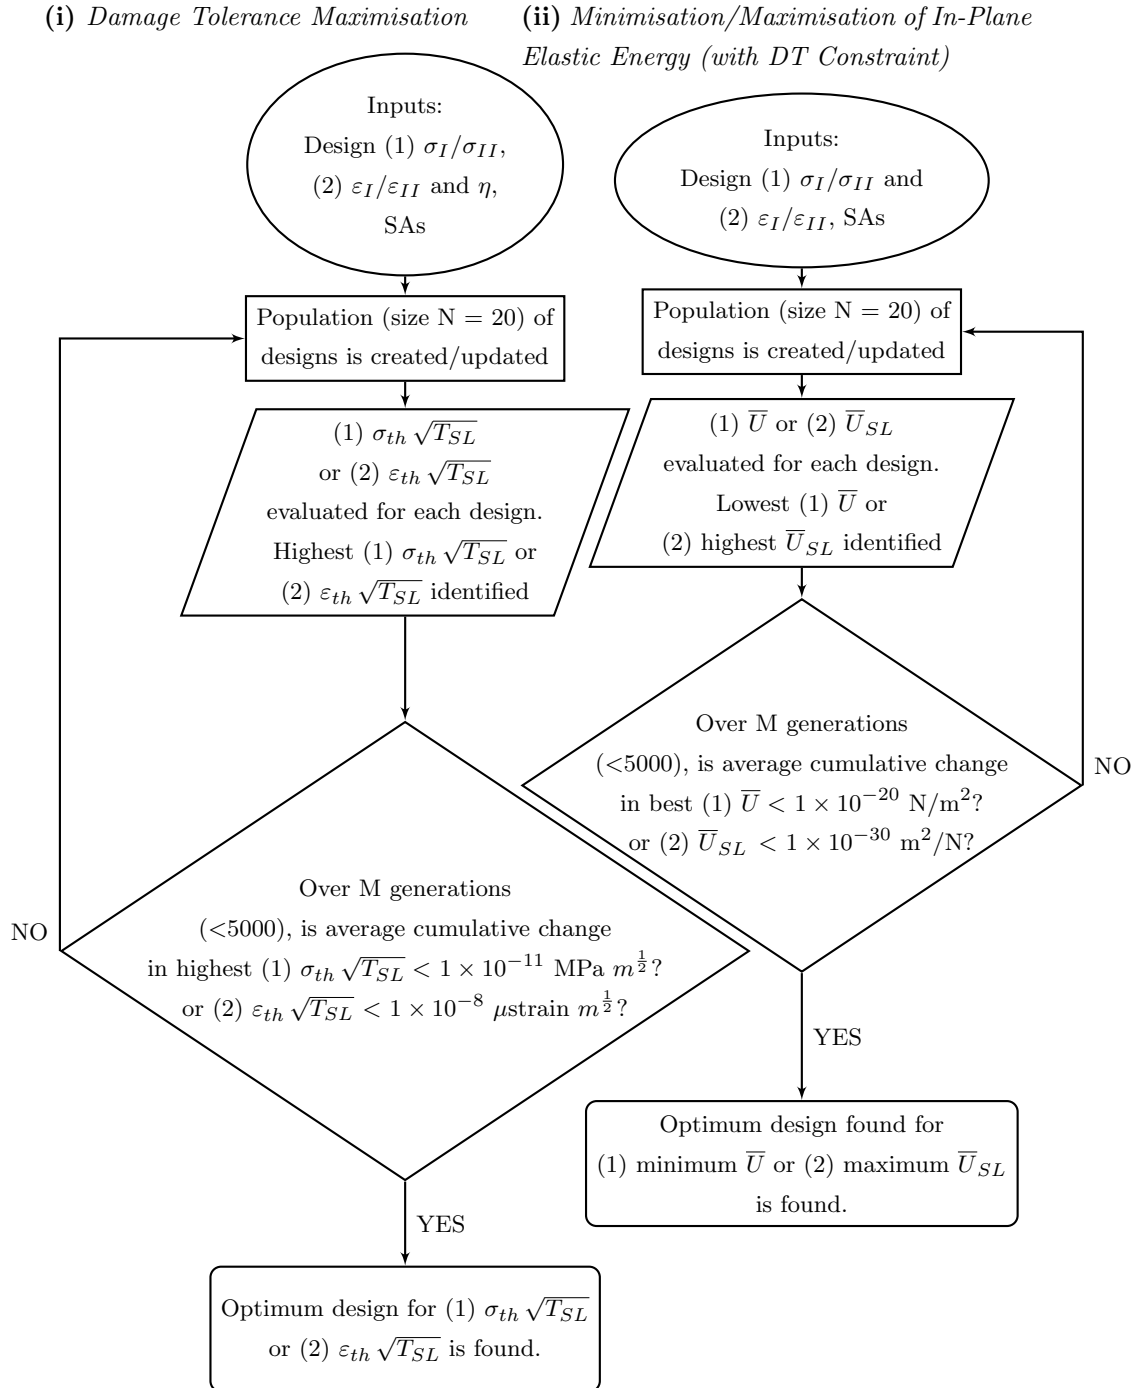 (i) Damage Tolerance Maximisation
Inputs:
Design (1) σ_I/σ_II,
(2) ε_I/ε_II and η,
SAs
Population (size N = 20) of
designs is created/updated
(1) σ_th √T_SL
or (2) ε_th √T_SL
evaluated for each design.
Highest (1) σ_th √T_SL or
(2) ε_th √T_SL identified
Over M generations
(<5000), is average cumulative change
in highest (1) σ_th √T_SL < 1 × 10^−11 MPa m^½?
or (2) ε_th √T_SL < 1 × 10^−8 μstrain m^½?
NO
YES
Optimum design for (1) σ_th √T_SL
or (2) ε_th √T_SL is found.
(ii) Minimisation/Maximisation of In-Plane
Elastic Energy (with DT Constraint)
Inputs:
Design (1) σ_I/σ_II and
(2) ε_I/ε_II, SAs
Population (size N = 20) of
designs is created/updated
(1) U̅ or (2) U̅_SL
evaluated for each design.
Lowest (1) U̅ or
(2) highest U̅_SL identified
Over M generations
(<5000), is average cumulative change
in best (1) U̅ < 1 × 10^−20 N/m²?
or (2) U̅_SL < 1 × 10^−30 m²/N?
NO
YES
Optimum design found for
(1) minimum U̅ or (2) maximum U̅_SL
is found.